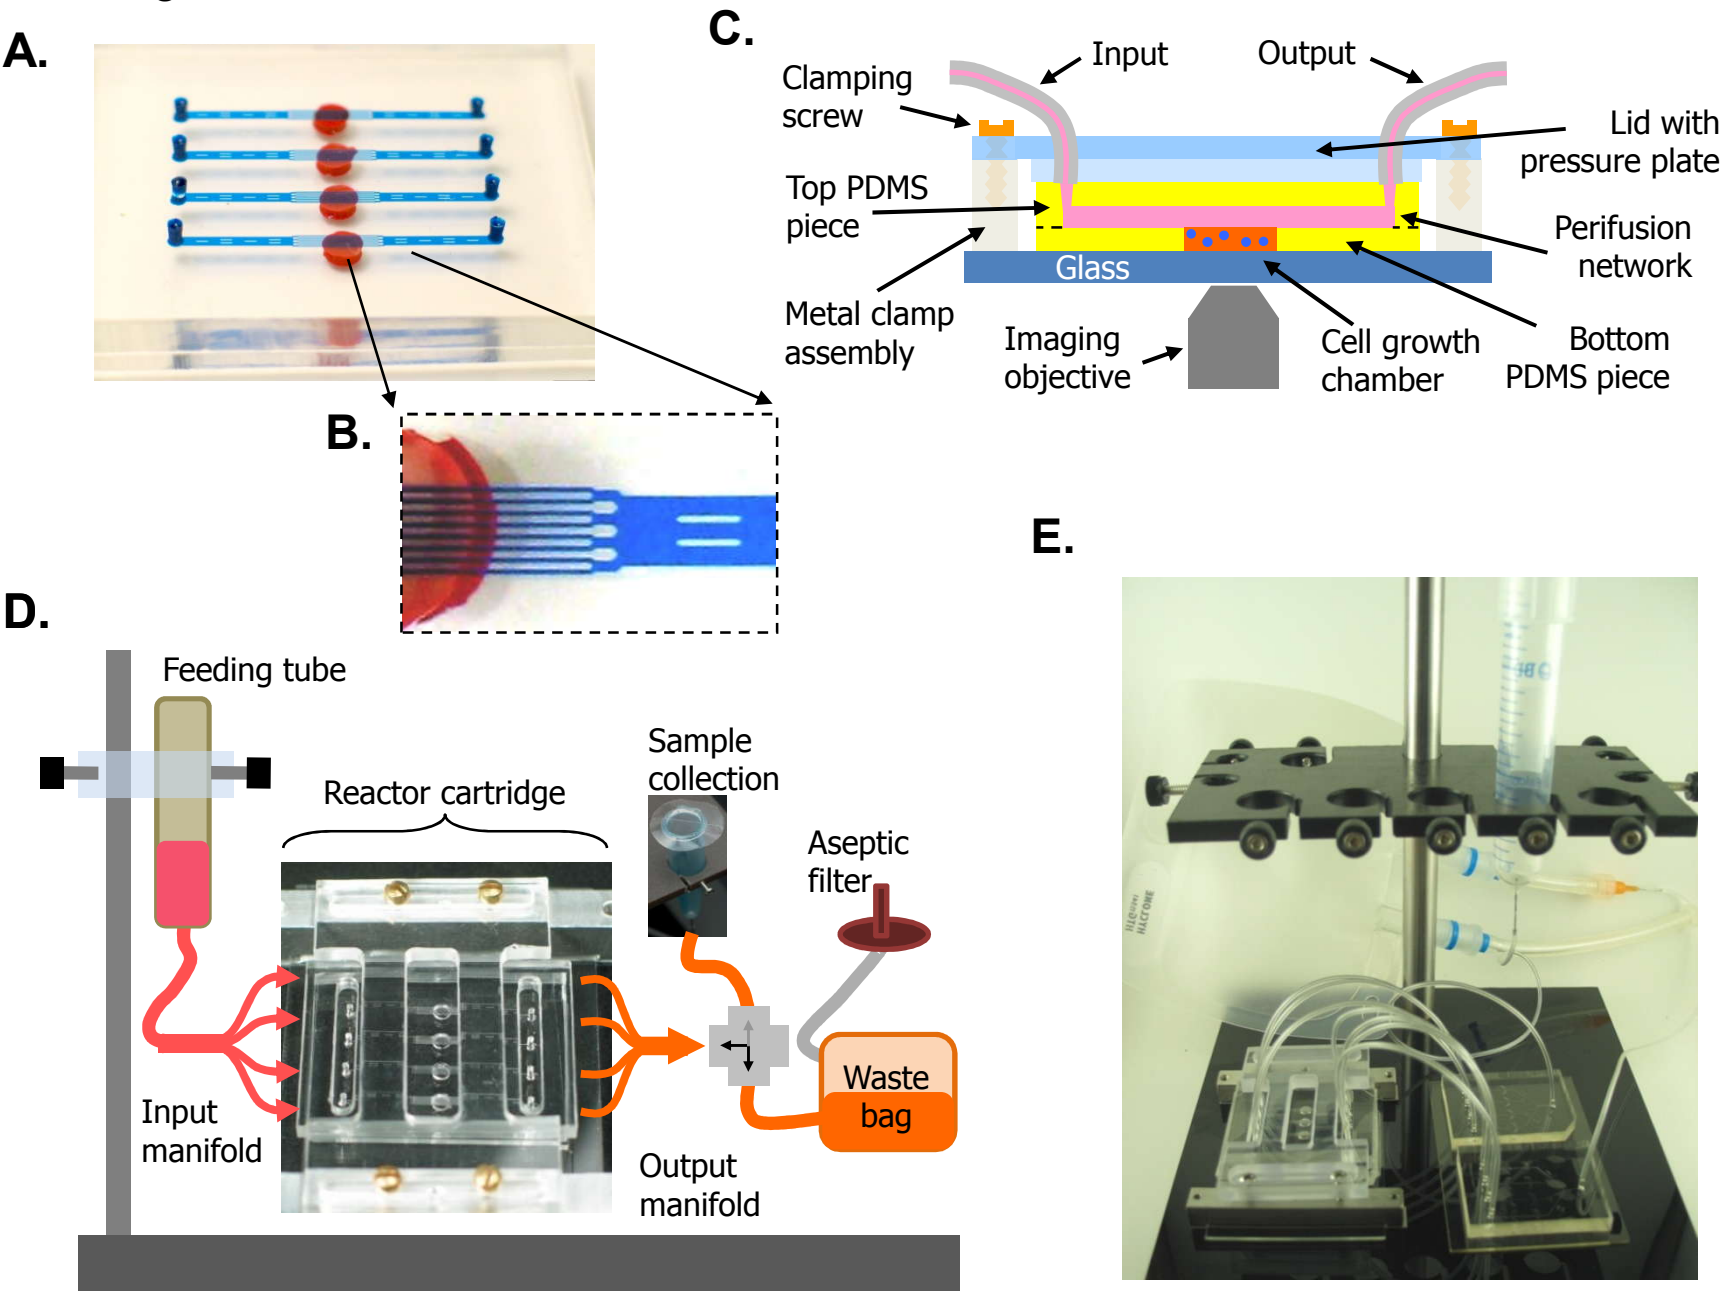 A.
C.
Input
Output
Clamping
screw
Lid with
pressure plate
Top PDMS
piece
Perifusion
network
Glass
Metal clamp
assembly
Imaging
objective
Cell growth
chamber
Bottom
PDMS piece
B.
E.
D.
Feeding tube
Sample
collection
Reactor cartridge
Aseptic
filter
Input
manifold
Output
manifold
Waste
bag
HYCLONE